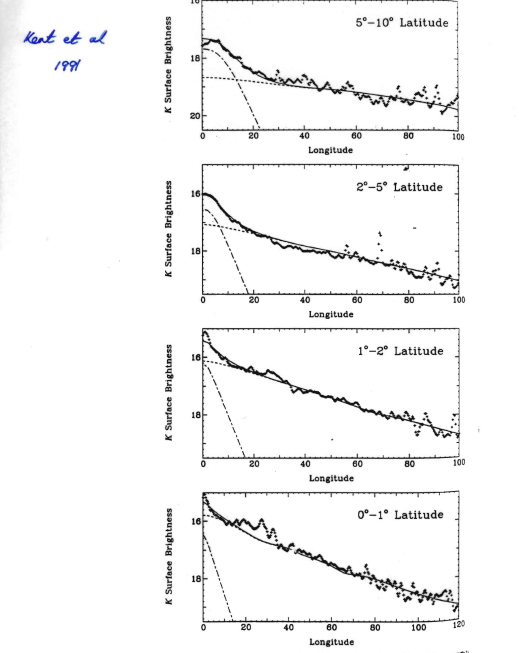 Kent et al
1991
16
18
20
K Surface Brightness
5°-10° Latitude
0 20 40 60 80 100
Longitude
16
18
K Surface Brightness
2°-5° Latitude
0 20 40 60 80 100
Longitude
16
18
K Surface Brightness
1°-2° Latitude
0 20 40 60 80 100
Longitude
16
18
K Surface Brightness
0°-1° Latitude
0 20 40 60 80 100 120
Longitude